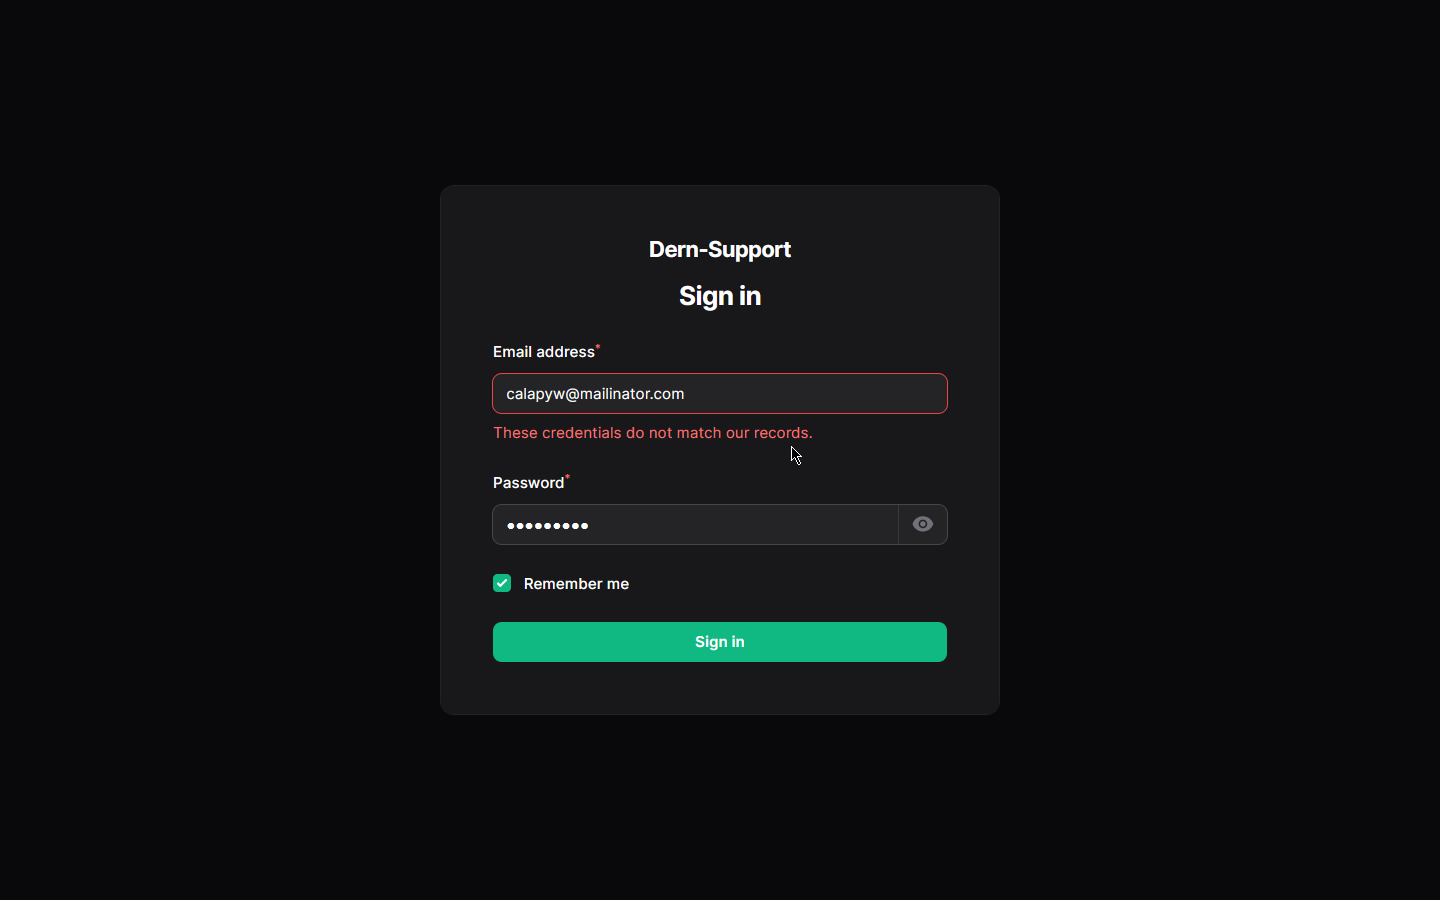 Dern-Support
Sign in
Email address*
calapyw@mailinator.com
These credentials do not match our records.
Password*
•••••••••
Remember me
Sign in